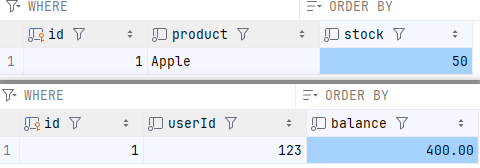 WHERE ORDER BY
id product stock
1 1 Apple 50
WHERE ORDER BY
id userId balance
1 1 123 400.00